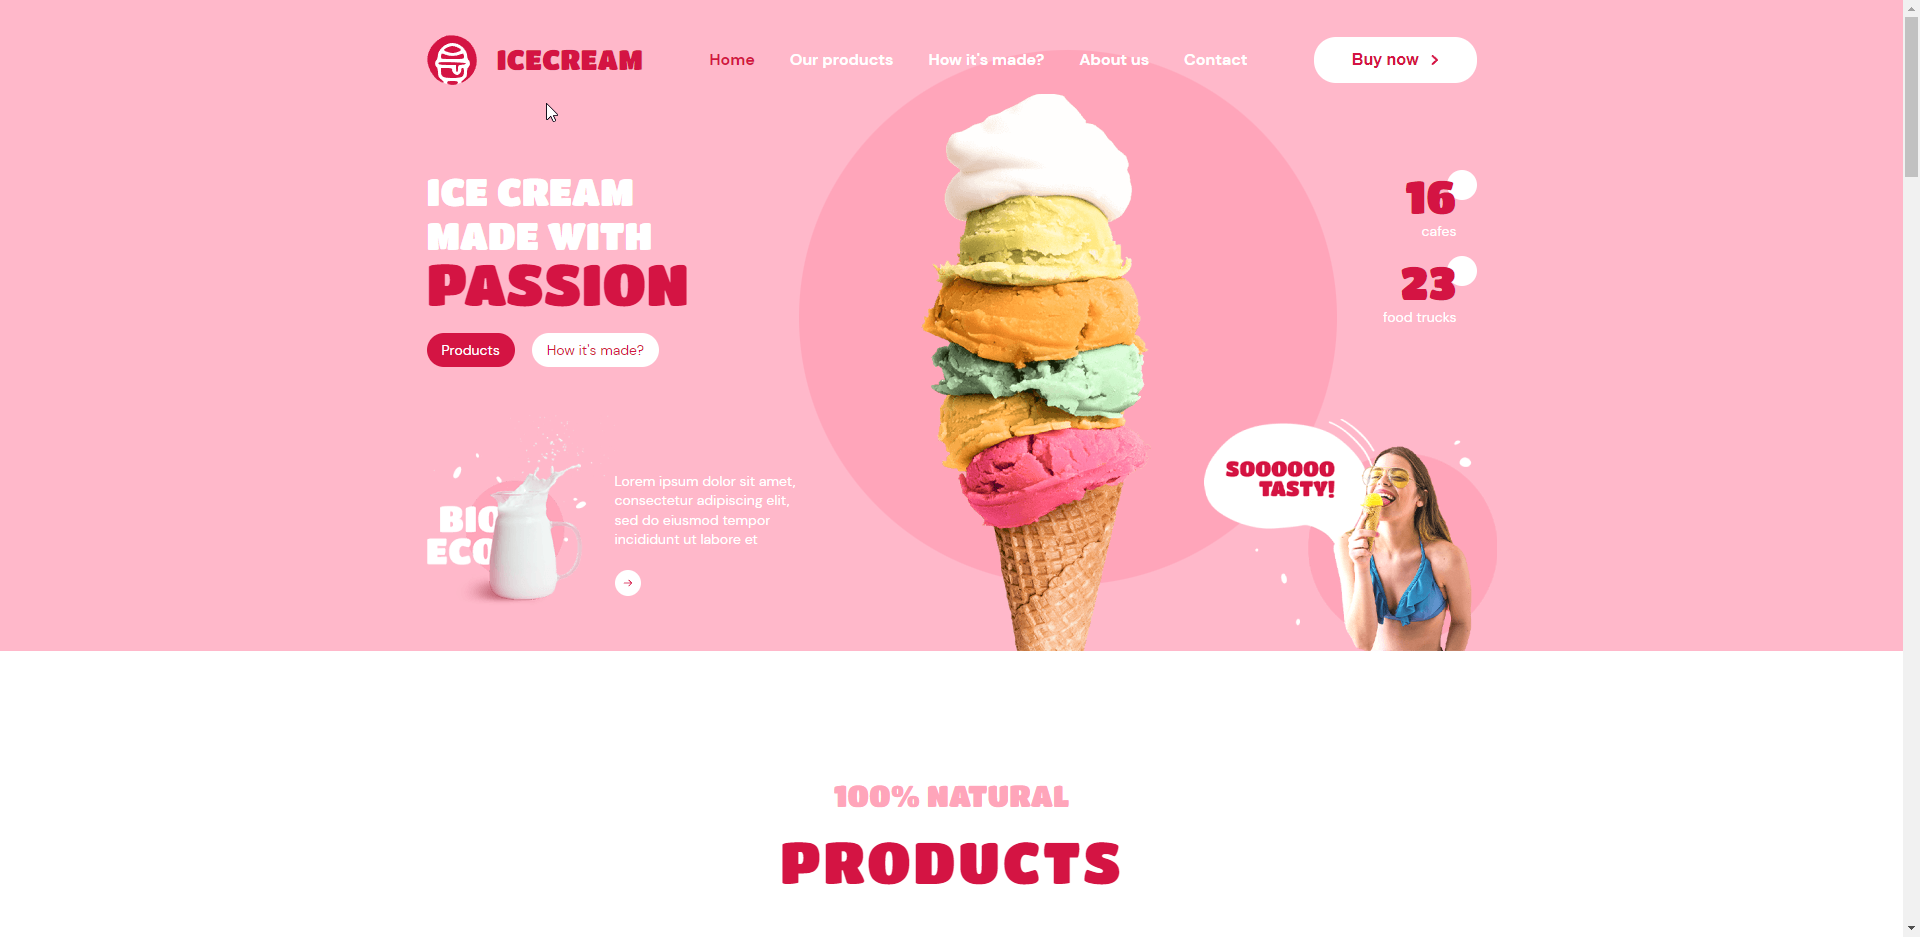 ICECREAM
Home
Our products
How it's made?
About us
Contact
Buy now
ICE CREAM
MADE WITH
PASSION
Products
How it's made?
16
cafes
23
food trucks
BIO
ECO
Lorem ipsum dolor sit amet,
consectetur adipiscing elit,
sed do eiusmod tempor
incididunt ut labore et
SOOOOOO
TASTY!
100% NATURAL
PRODUCTS